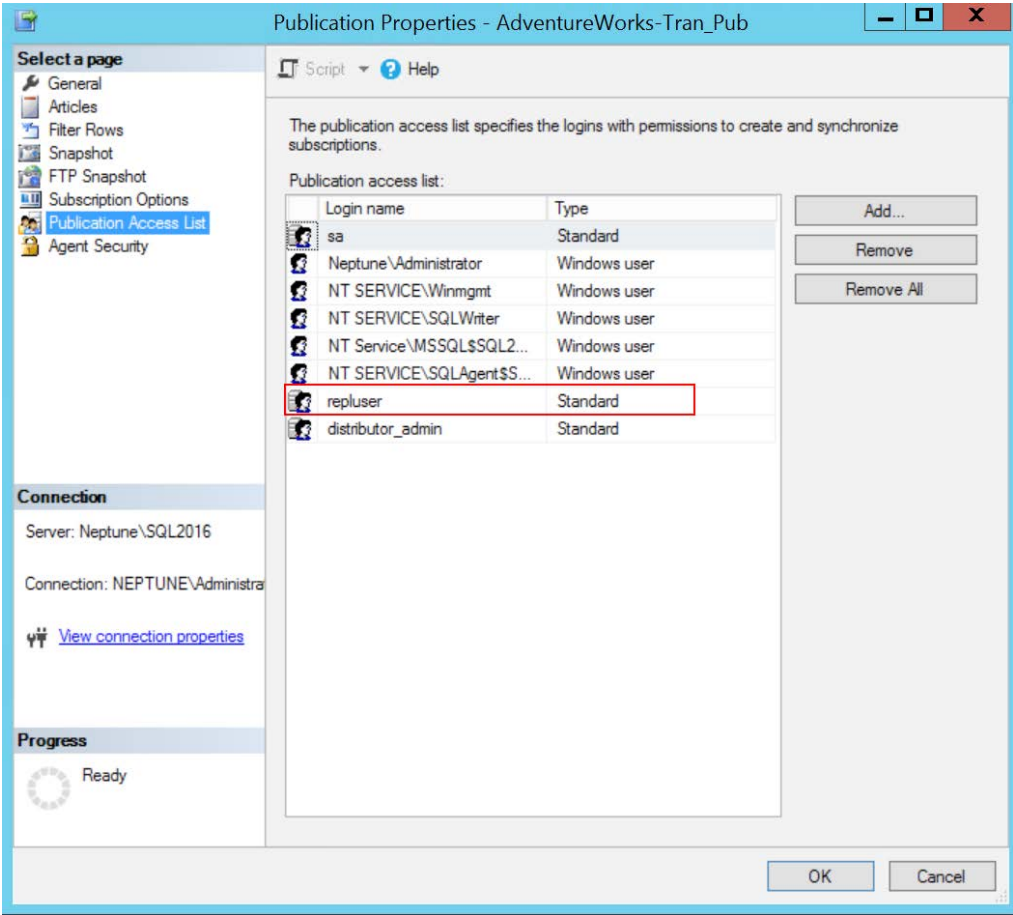 Publication Properties - AdventureWorks-Tran_Pub
Select a page
General
Articles
Filter Rows
Snapshot
FTP Snapshot
Subscription Options
Publication Access List
Agent Security
Script
Help
The publication access list specifies the logins with permissions to create and synchronize
subscriptions.
Publication access list:
Login name Type
sa Standard
Neptune\Administrator Windows user
NT SERVICE\Winmgmt Windows user
NT SERVICE\SQLWriter Windows user
NT Service\MSSQL$SQL2... Windows user
NT SERVICE\SQLAgent$S... Windows user
repluser Standard
distributor_admin Standard
Add...
Remove
Remove All
Connection
Server: Neptune\SQL2016
Connection: NEPTUNE\Administra
View connection properties
Progress
Ready
OK
Cancel